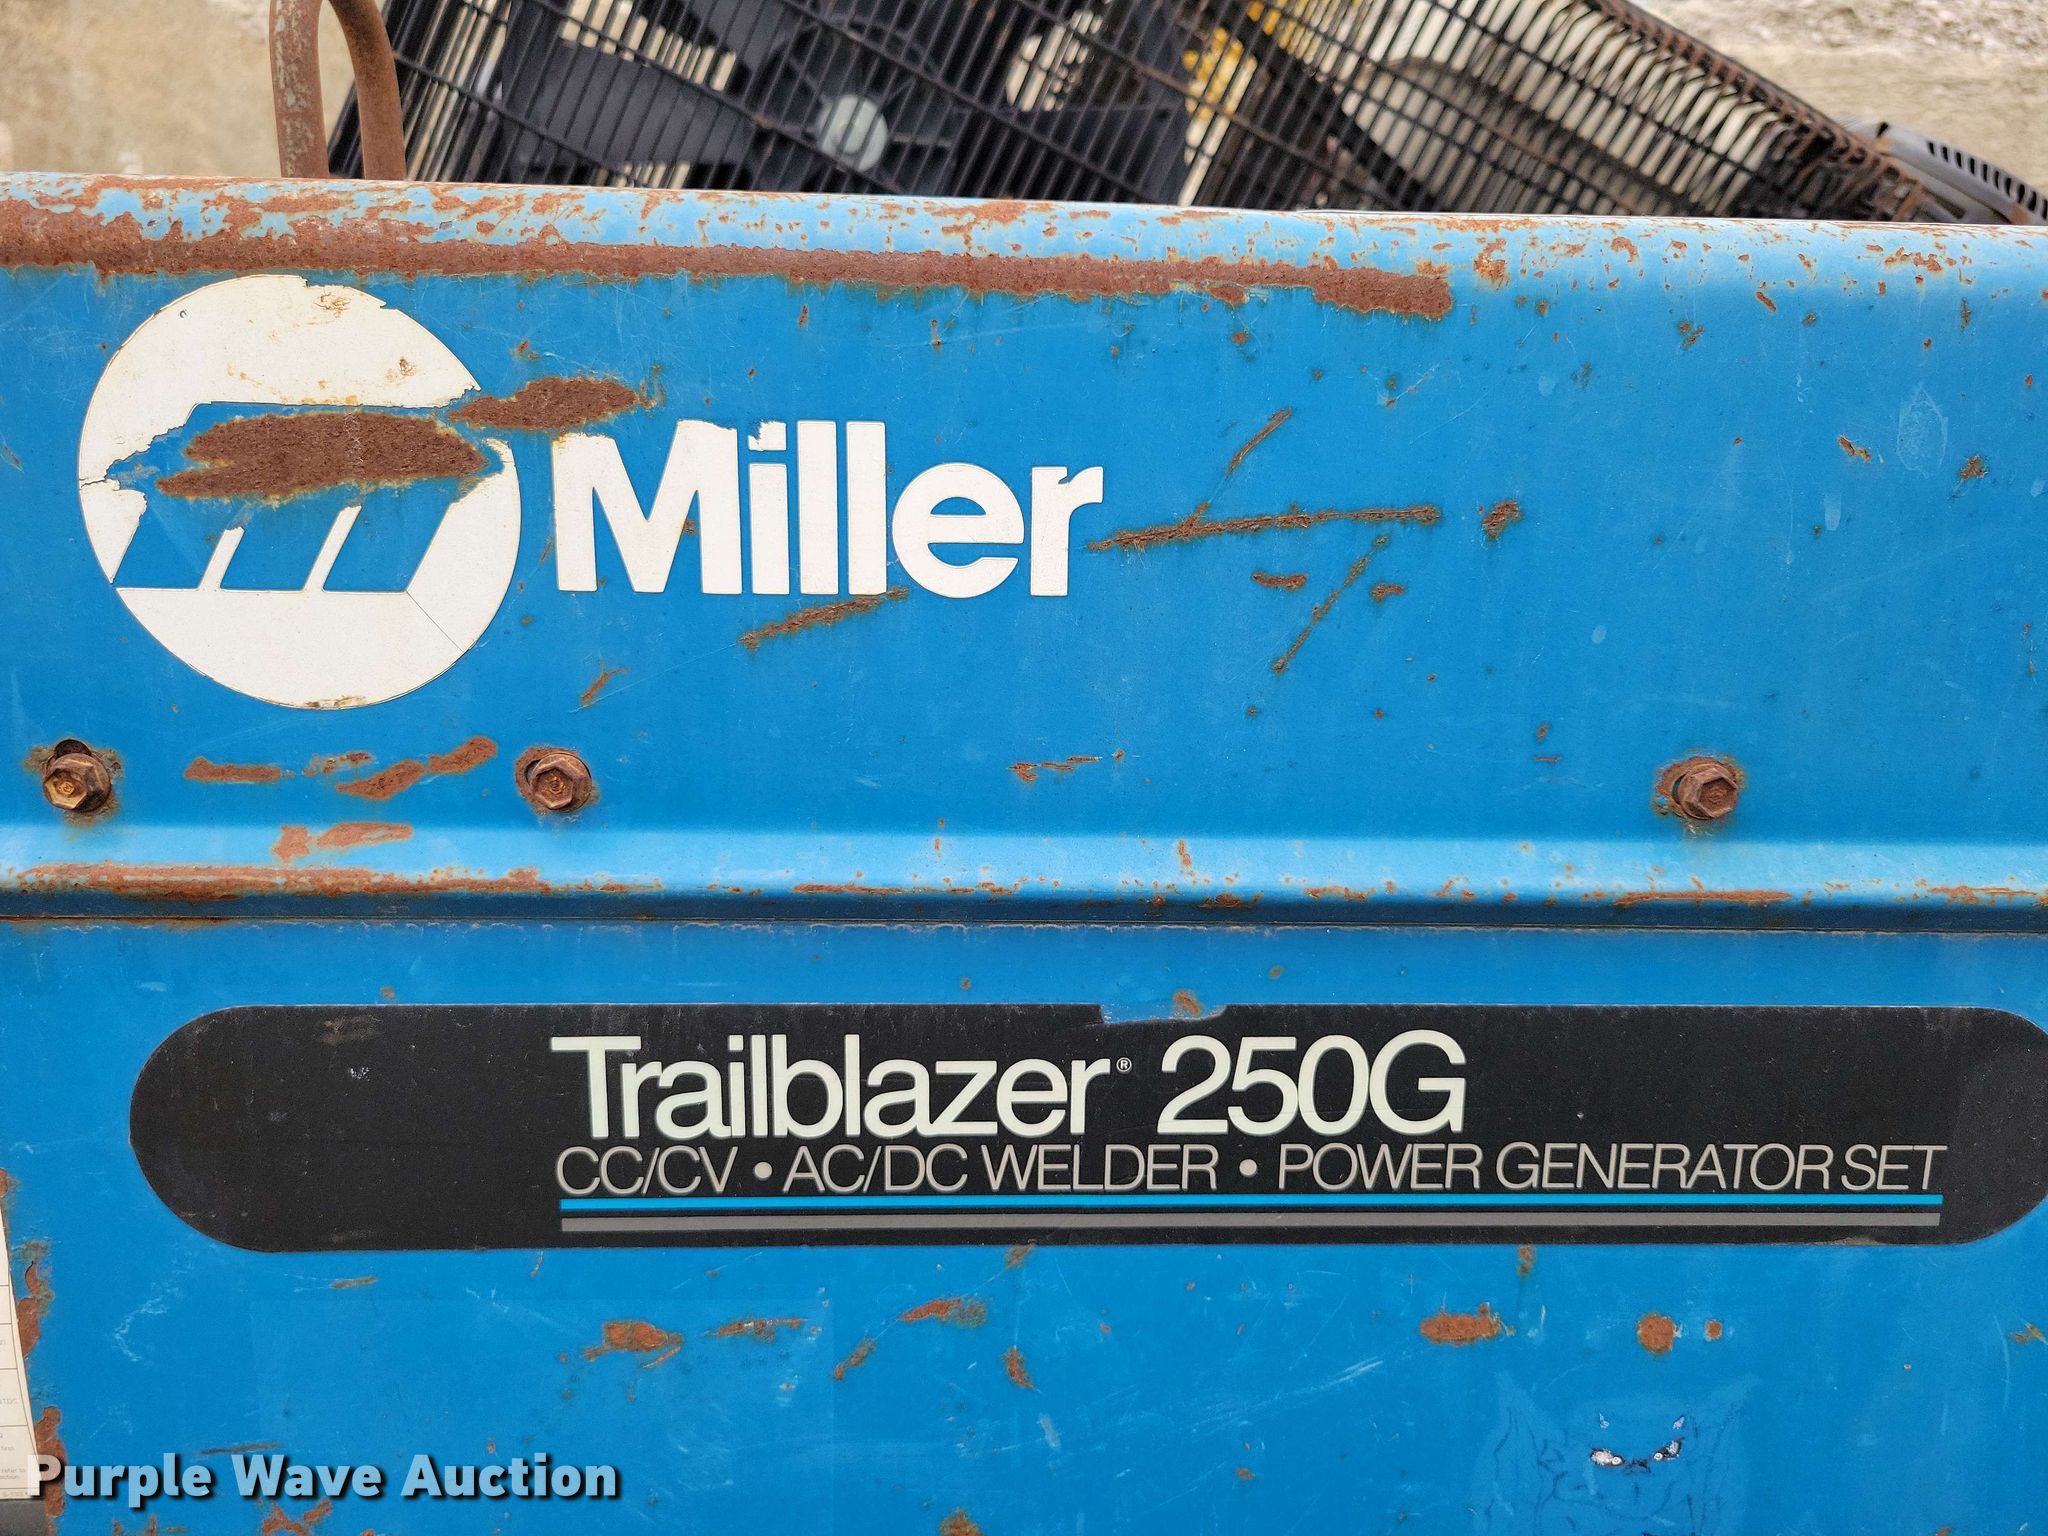 Miller
Trailblazer® 250G
CC/CV • AC/DC WELDER • POWER GENERATOR SET
Purple Wave Auction